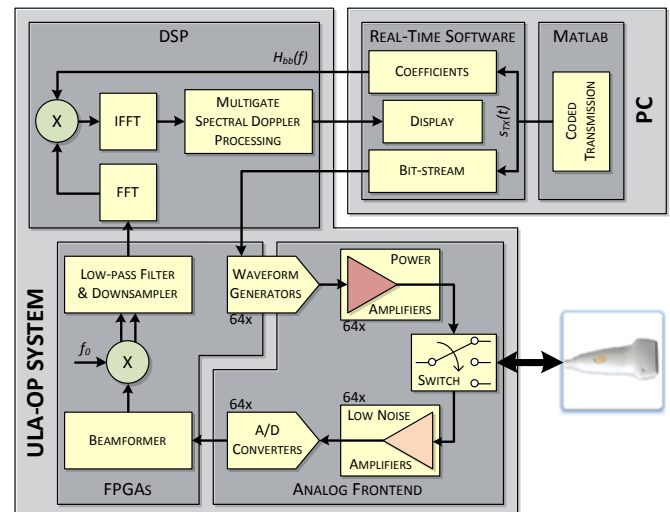 DSP
REAL-TIME SOFTWARE
MATLAB
PC
H_bb(f)
COEFFICIENTS
X
IFFT
MULTIGATE
SPECTRAL DOPPLER
PROCESSING
DISPLAY
s_TX(t)
CODED
TRANSMISSION
BIT-STREAM
FFT
ULA-OP SYSTEM
LOW-PASS FILTER
& DOWNSAMPLER
WAVEFORM
GENERATORS
64x
POWER
AMPLIFIERS
64x
f_0
X
SWITCH
BEAMFORMER
64x
A/D
CONVERTERS
64x
LOW NOISE
AMPLIFIERS
FPGAS
ANALOG FRONTEND